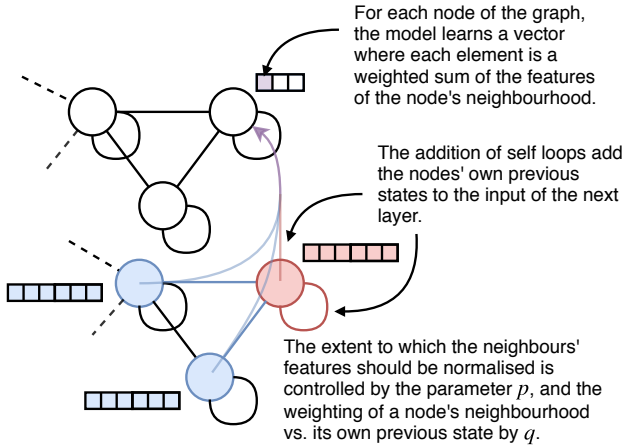 For each node of the graph,
the model learns a vector
where each element is a
weighted sum of the features
of the node's neighbourhood.
The addition of self loops add
the nodes' own previous
states to the input of the next
layer.
The extent to which the neighbours'
features should be normalised is
controlled by the parameter p, and the
weighting of a node's neighbourhood
vs. its own previous state by q.